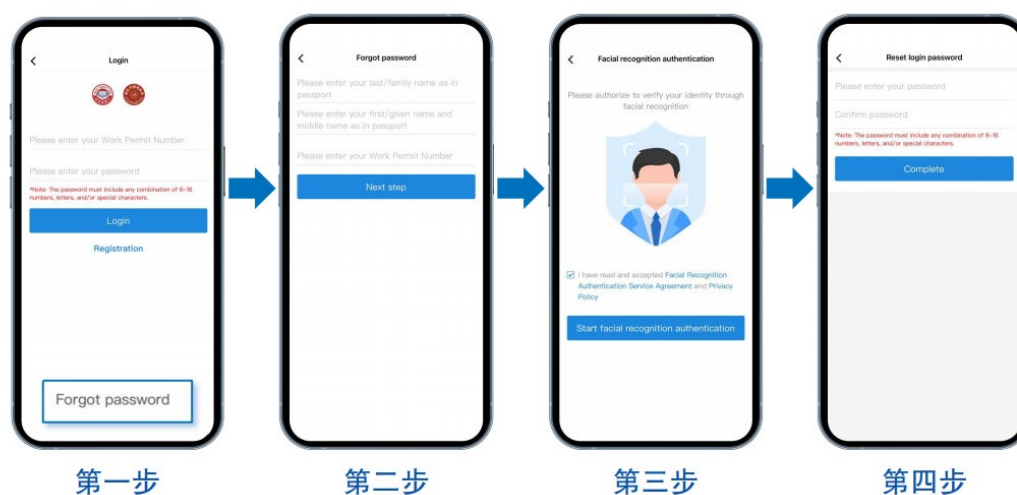 Login
Please enter your Work Permit Number
Please enter your password
*Note: The password must include any combination of 8-16
numbers, letters, and/or special characters.
Login
Registration
Forgot password
第一步
Forgot password
Please enter your last/family name as in
passport
Please enter your first/given name and
middle name as in passport
Please enter your Work Permit Number
Next step
第二步
Facial recognition authentication
Please authorize to verify your identity through
facial recognition
I have read and accepted Facial Recognition
Authentication Service Agreement and Privacy
Policy
Start facial recognition authentication
第三步
Reset login password
Please enter your password
Confirm password
*Note: The password must include any combination of 8-16
numbers, letters, and/or special characters.
Complete
第四步